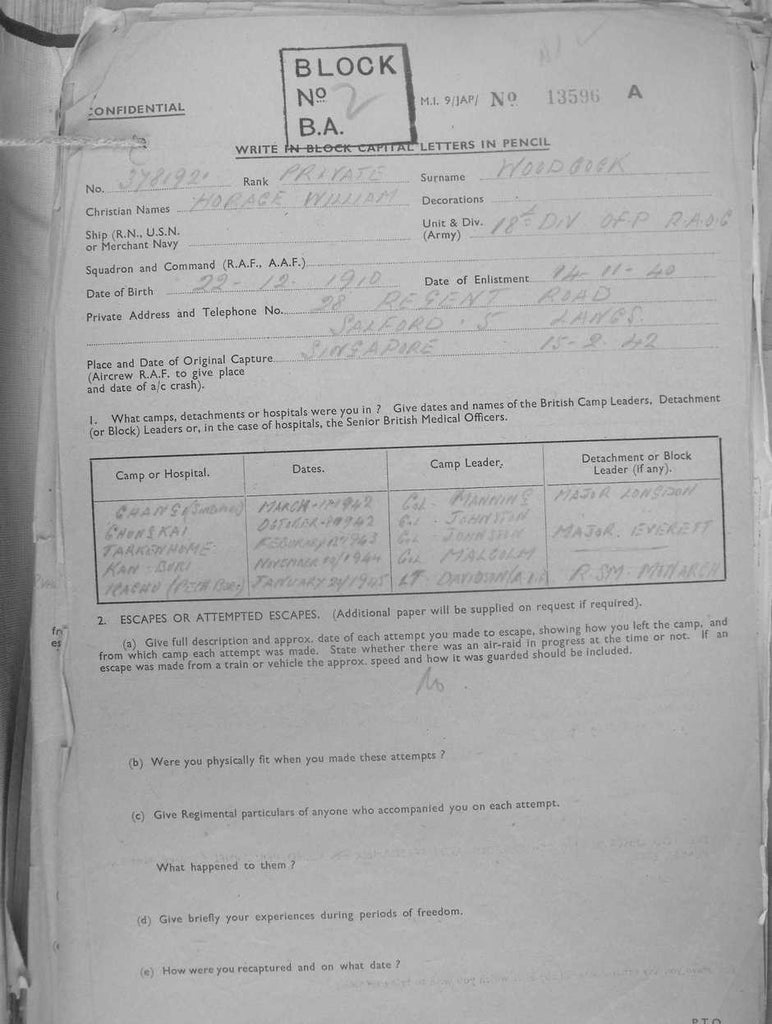 BLOCK
No 2
B.A.
CONFIDENTIAL
M.I. 9/JAP/ No 13596 A
WRITE IN BLOCK CAPITAL LETTERS IN PENCIL
No. Rank PRIVATE Surname WOODCOCK
Christian Names HORACE WILLIAM Decorations
Ship (R.N., U.S.N. or Merchant Navy
Unit & Div. (Army) 18th DIV OFP R.A.O.C
Squadron and Command (R.A.F., A.A.F.)
Date of Birth 22-12-1910 Date of Enlistment 14-11-40
Private Address and Telephone No. 28 REGENT ROAD
SALFORD. 5 LANCS.
Place and Date of Original Capture SINGAPORE 15-2-42
(Aircrew R.A.F. to give place
and date of a/c crash).
1. What camps, detachments or hospitals were you in ? Give dates and names of the British Camp Leaders, Detachment
(or Block) Leaders or, in the case of hospitals, the Senior British Medical Officers.
Camp or Hospital. Dates. Camp Leader. Detachment or Block Leader (if any).
CHANGI MARCH 1942 Col. MANNING MAJOR
CHUNGKAI OCTOBER 1942 Col. JOHNSTON
1943 Col. JOHNSTON MAJOR. EVERETT
KAN-BURI NOVEMBER 1944 Col MALCOLM
JANUARY 1945 LT. DAVIDSON R.SM. MONARCH
2. ESCAPES OR ATTEMPTED ESCAPES. (Additional paper will be supplied on request if required).
(a) Give full description and approx. date of each attempt you made to escape, showing how you left the camp, and
from which camp each attempt was made. State whether there was an air-raid in progress at the time or not. If an
escape was made from a train or vehicle the approx. speed and how it was guarded should be included.
No.
(b) Were you physically fit when you made these attempts ?
(c) Give Regimental particulars of anyone who accompanied you on each attempt.
What happened to them ?
(d) Give briefly your experiences during periods of freedom.
(e) How were you recaptured and on what date ?
P.T.O.